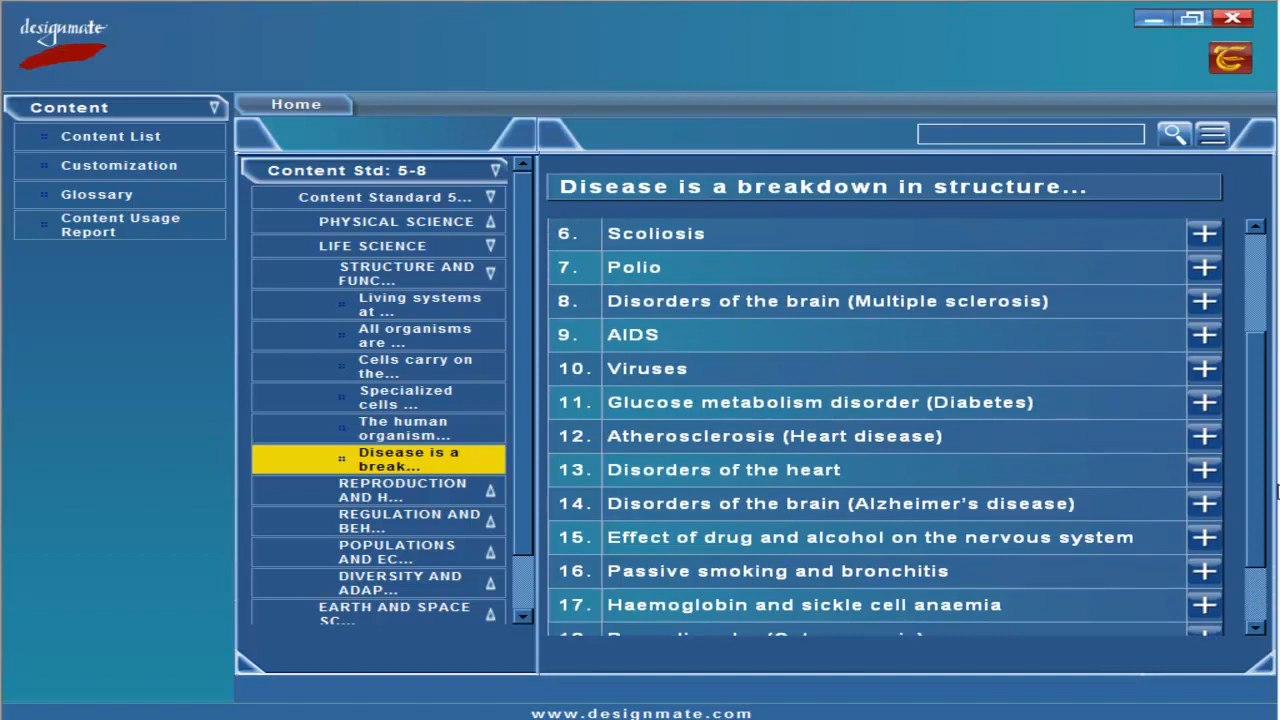 designmate
Content
Content List
Customization
Glossary
Content Usage
Report
Home
Content Std: 5-8
Content Standard 5...
PHYSICAL SCIENCE
LIFE SCIENCE
STRUCTURE AND
FUNC...
Living systems
at ...
All organisms
are ...
Cells carry on
the...
Specialized
cells ...
The human
organism...
Disease is a
break...
REPRODUCTION
AND H...
REGULATION AND
BEH...
POPULATIONS
AND EC...
DIVERSITY AND
ADAP...
EARTH AND SPACE
SC...
Disease is a breakdown in structure...
6. Scoliosis
7. Polio
8. Disorders of the brain (Multiple sclerosis)
9. AIDS
10. Viruses
11. Glucose metabolism disorder (Diabetes)
12. Atherosclerosis (Heart disease)
13. Disorders of the heart
14. Disorders of the brain (Alzheimer's disease)
15. Effect of drug and alcohol on the nervous system
16. Passive smoking and bronchitis
17. Haemoglobin and sickle cell anaemia
www.designmate.com